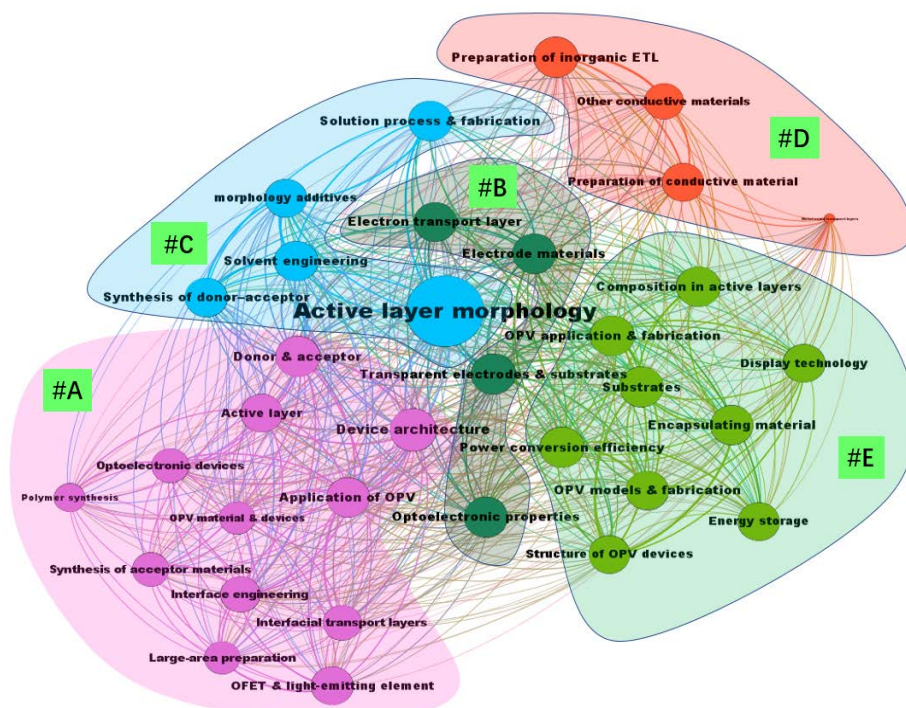 Preparation of inorganic ETL
Other conductive materials
#D
Solution process & fabrication
Preparation of conductive material
#B
morphology additives
Electron transport layer
#C
Solvent engineering
Electrode materials
Synthesis of donor-acceptor
Composition in active layers
Active layer morphology
OPV application & fabrication
Donor & acceptor
Transparent electrodes & substrates
Display technology
#A
Substrates
Active layer
Device architecture
Encapsulating material
Power conversion efficiency
#E
Optoelectronic devices
Polymer synthesis
Application of OPV
OPV models & fabrication
OPV material & devices
Optoelectronic properties
Energy storage
Structure of OPV devices
Synthesis of acceptor materials
Interface engineering
Interfacial transport layers
Large-area preparation
OFET & light-emitting element